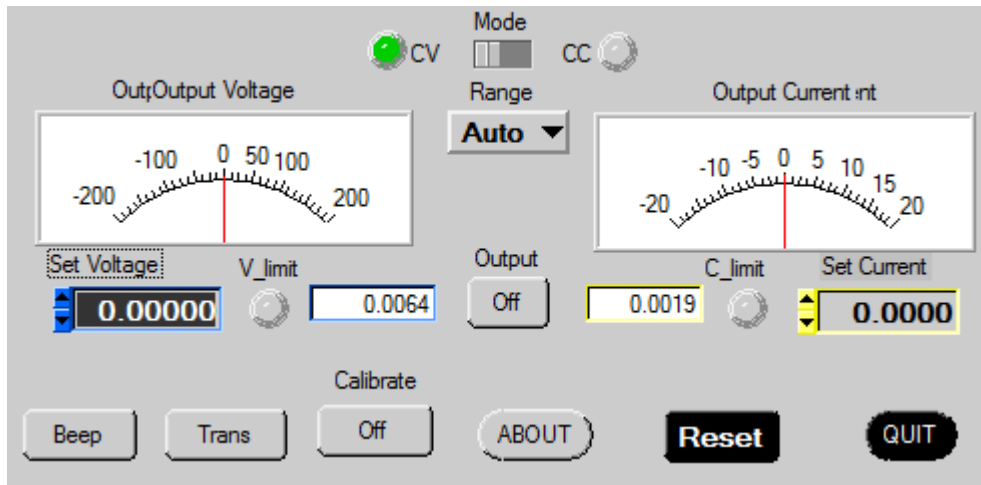 Mode
CV CC
OutpOutput Voltage Range Output Current nt
Auto
-200 -100 0 50 100 200
-20 -10 -5 0 5 10 15 20
Set Voltage V_limit Output C_limit Set Current
0.00000 0.0064 Off 0.0019 0.0000
Calibrate
Beep Trans Off ABOUT Reset QUIT